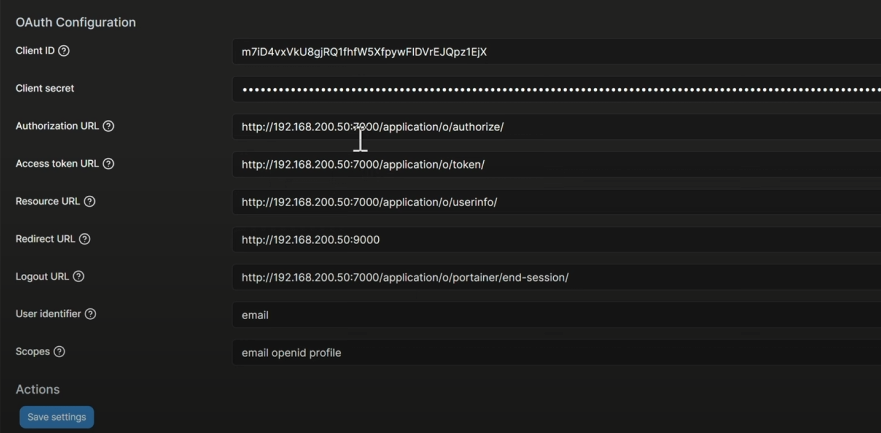 OAuth Configuration
Client ID m7iD4vxVkU8gjRQ1fhfW5XfpywFIDVrEJQpz1EjX
Client secret ••••••••••••••••••••••••••••••••••••••••••••••••••••••••••••••••••••••••••••••••••••••••••••••••••••••••••••
Authorization URL http://192.168.200.50:7000/application/o/authorize/
Access token URL http://192.168.200.50:7000/application/o/token/
Resource URL http://192.168.200.50:7000/application/o/userinfo/
Redirect URL http://192.168.200.50:9000
Logout URL http://192.168.200.50:7000/application/o/portainer/end-session/
User identifier email
Scopes email openid profile
Actions
Save settings